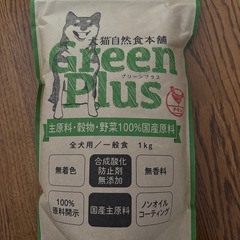 犬猫自然食本舗
Green
グリーンプラス
Plus
チキン
主原料・穀物・野菜100%国産原料
全犬用／一般食 1kg
無着色
合成酸化
防止剤
無添加
無香料
100%
原料開示
国産主原料
ノンオイル
コーティング